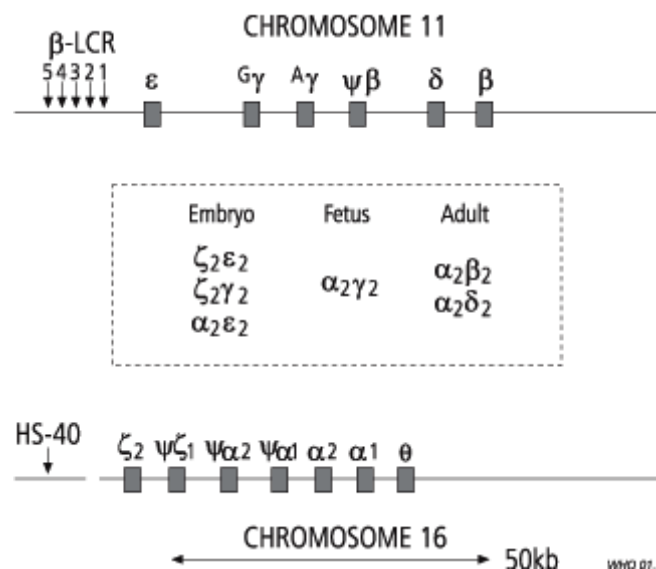 CHROMOSOME 11
β-LCR
5 4 3 2 1
ε Gγ Aγ ψβ δ β
Embryo Fetus Adult
ζ2ε2
ζ2γ2 α2γ2 α2β2
α2ε2 α2δ2
HS-40
ζ2 ψζ1 ψα2 ψα1 α2 α1 θ
CHROMOSOME 16
50kb